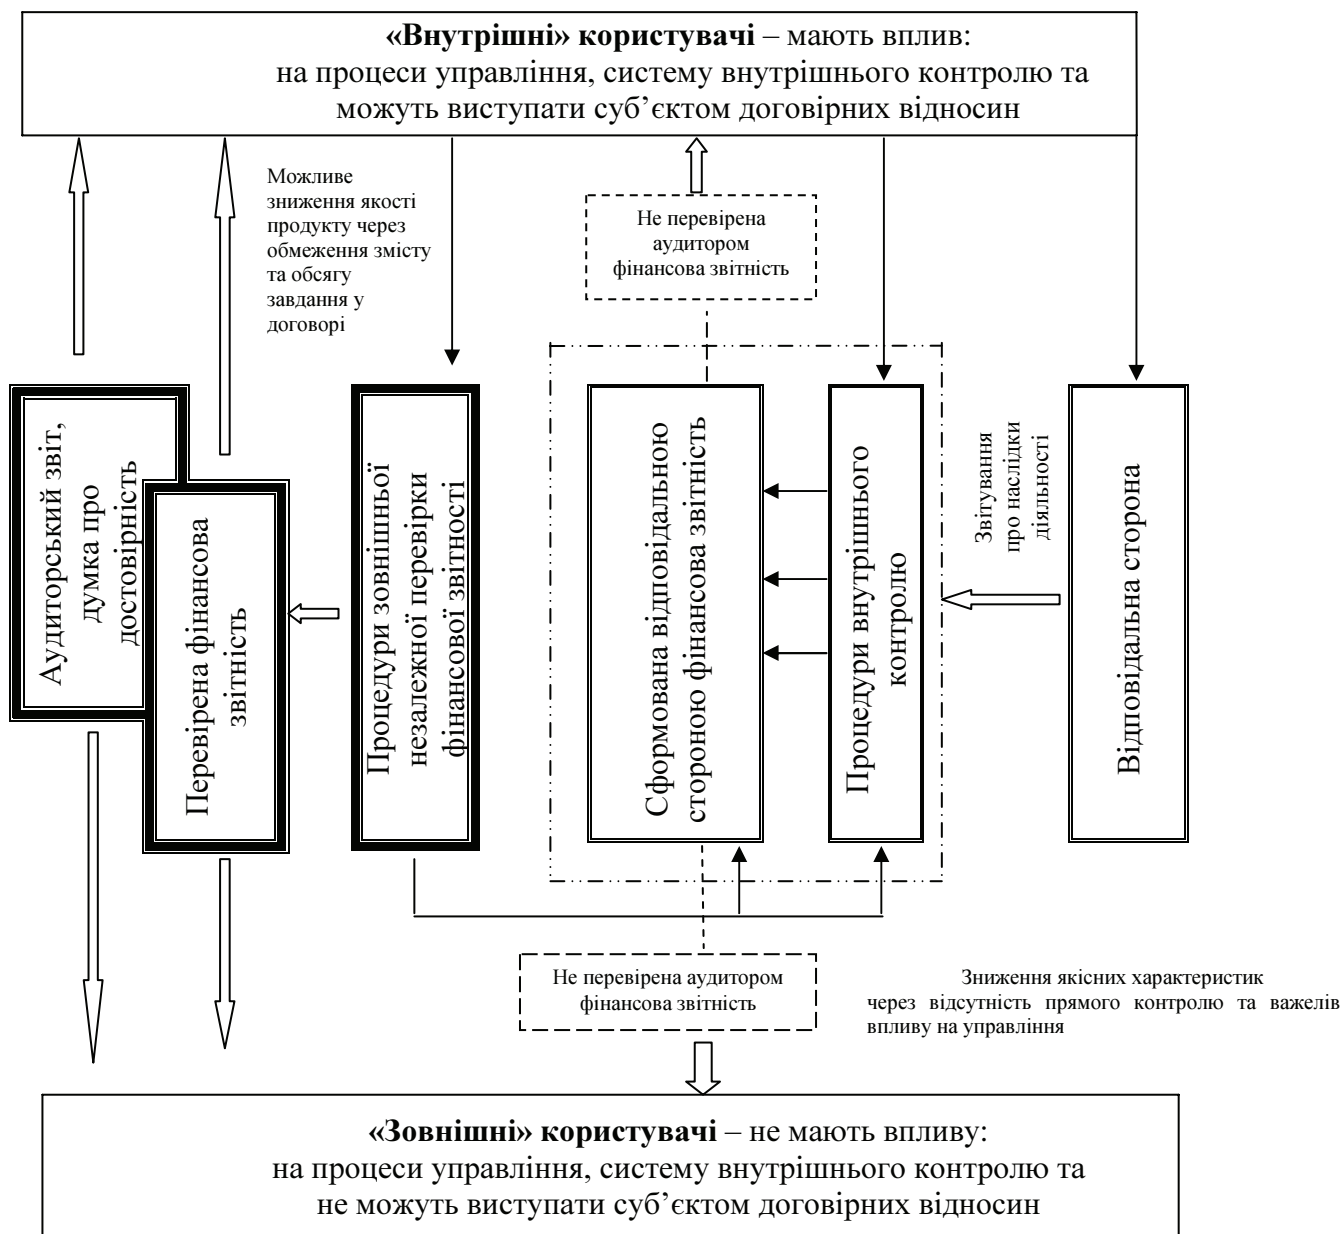 «Внутрішні» користувачі – мають вплив:
на процеси управління, систему внутрішнього контролю та
можуть виступати суб’єктом договірних відносин
Можливе
зниження якості
продукту через
обмеження змісту
та обсягу
завдання у
договорі
Не перевірена
аудитором
фінансова звітність
Аудиторський звіт,
думка про
достовірність
Перевірена фінансова
звітність
Процедури зовнішньої
незалежної перевірки
фінансової звітності
Сформована відповідальною
стороною фінансова звітність
Процедури внутрішнього
контролю
Звітування
про наслідки
діяльності
Відповідальна сторона
Не перевірена аудитором
фінансова звітність
Зниження якісних характеристик
через відсутність прямого контролю та важелів
впливу на управління
«Зовнішні» користувачі – не мають впливу:
на процеси управління, систему внутрішнього контролю та
не можуть виступати суб’єктом договірних відносин